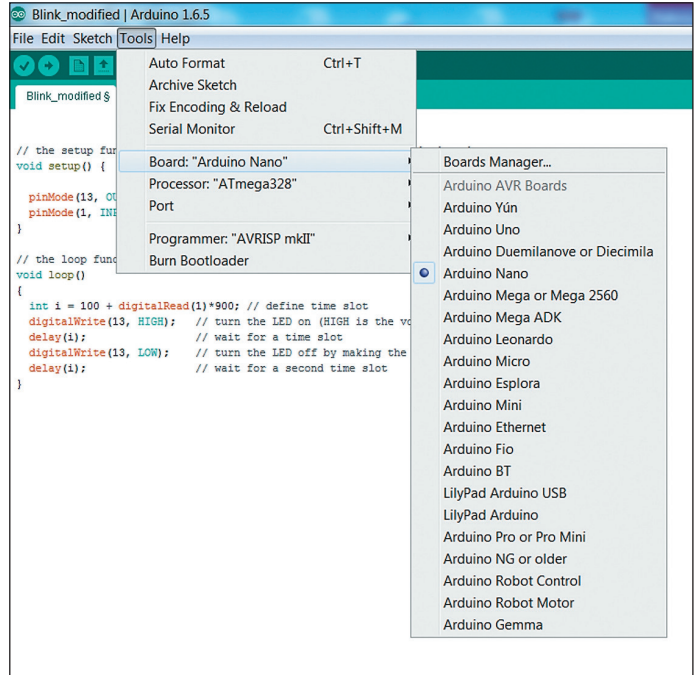 Blink_modified | Arduino 1.6.5
File Edit Sketch Tools Help
Blink_modified §
Auto Format Ctrl+T
Archive Sketch
Fix Encoding & Reload
Serial Monitor Ctrl+Shift+M
Board: "Arduino Nano"
Processor: "ATmega328"
Port
Programmer: "AVRISP mkII"
Burn Bootloader
Boards Manager...
Arduino AVR Boards
Arduino Yún
Arduino Uno
Arduino Duemilanove or Diecimila
Arduino Nano
Arduino Mega or Mega 2560
Arduino Mega ADK
Arduino Leonardo
Arduino Micro
Arduino Esplora
Arduino Mini
Arduino Ethernet
Arduino Fio
Arduino BT
LilyPad Arduino USB
LilyPad Arduino
Arduino Pro or Pro Mini
Arduino NG or older
Arduino Robot Control
Arduino Robot Motor
Arduino Gemma
// the setup
void setup() {
pinMode(13,
pinMode(1,
}
// the loop
void loop()
{
int i = 100 + digitalRead(1)*900; // define time slot
digitalWrite(13, HIGH); // turn the LED on (HIGH is the
delay(i); // wait for a time slot
digitalWrite(13, LOW); // turn the LED off by making the
delay(i); // wait for a second time slot
}